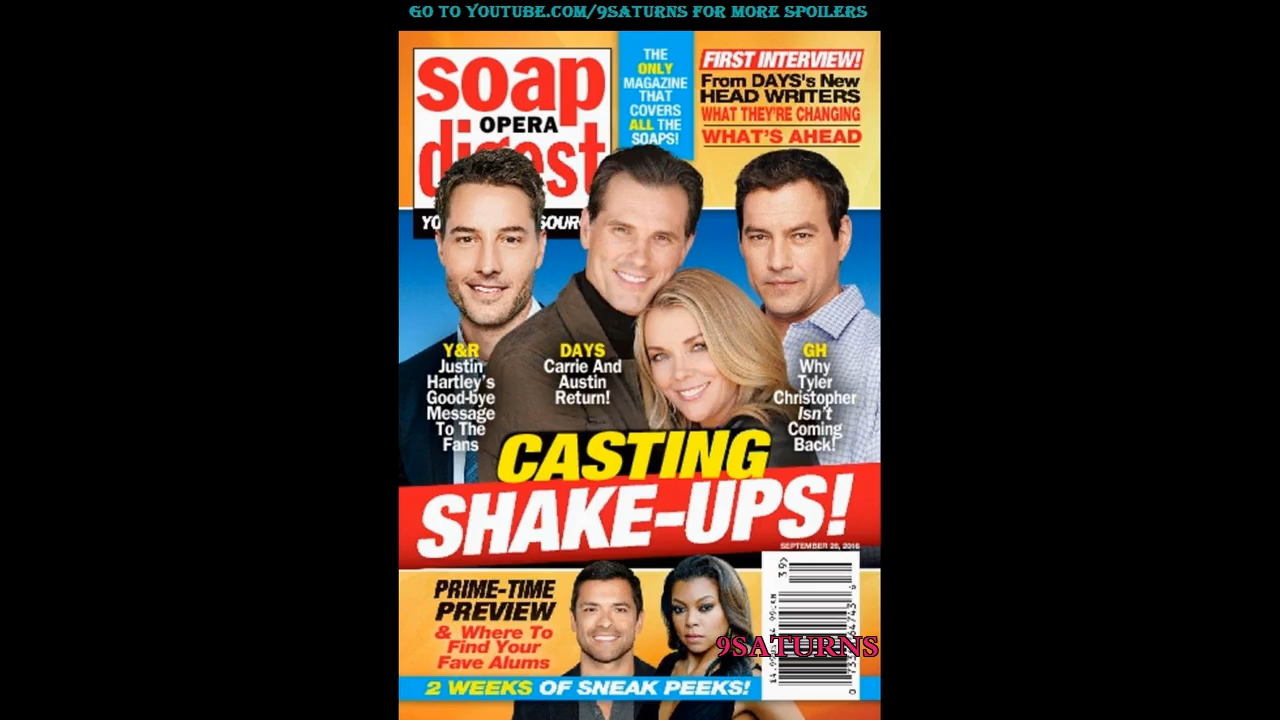 GO TO YOUTUBE.COM/9SATURNS FOR MORE SPOILERS
soap
OPERA
digest
YO SOUR
THE
ONLY
MAGAZINE
THAT
COVERS
ALL THE
SOAPS!
FIRST INTERVIEW!
From DAYS's New
HEAD WRITERS
WHAT THEY'RE CHANGING
WHAT'S AHEAD
Y&R
Justin
Hartley's
Good-bye
Message
To The
Fans
DAYS
Carrie And
Austin
Return!
GH
Why
Tyler
Christopher
Isn't
Coming
Back!
CASTING
SHAKE-UPS!
SEPTEMBER 26, 2016
PRIME-TIME
PREVIEW
& Where To
Find Your
Fave Alums
2 WEEKS OF SNEAK PEEKS!
39
9SATURNS